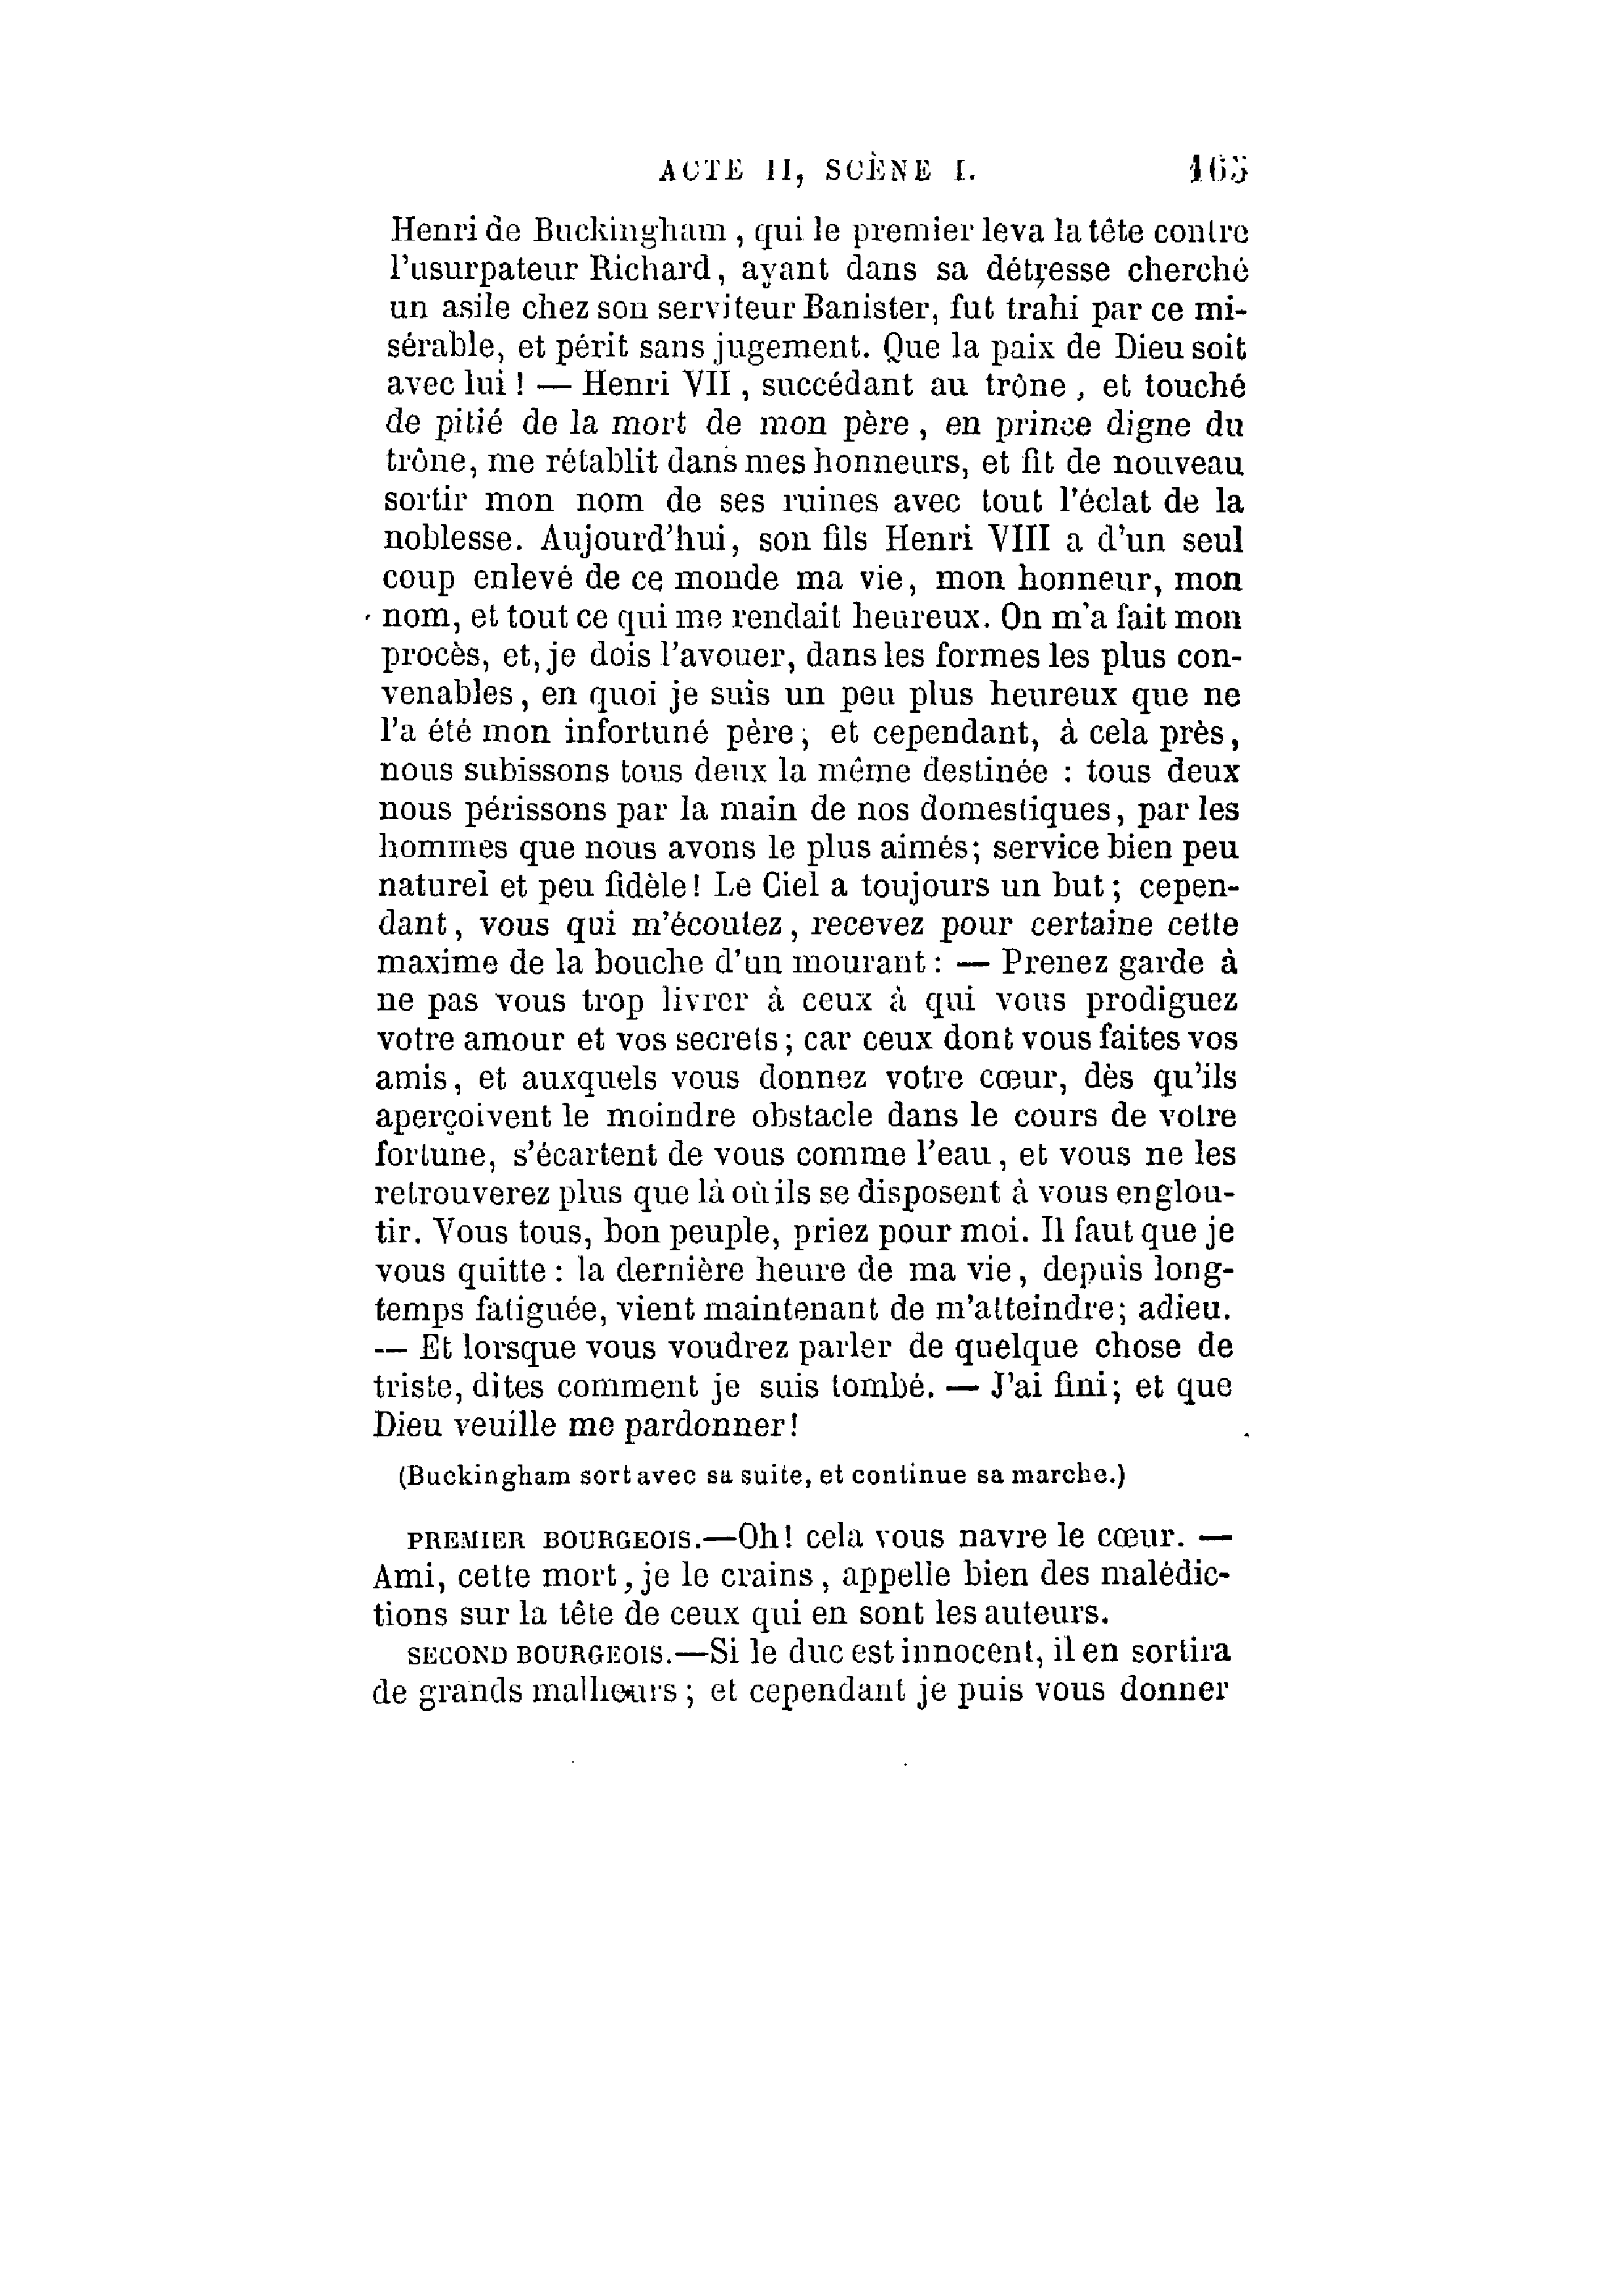 ACTE II, SCÈNE I. 165
Henri de Buckingham, qui le premier leva la tête contre
l'usurpateur Richard, ayant dans sa détresse cherché
un asile chez son serviteur Banister, fut trahi par ce mi-
sérable, et périt sans jugement. Que la paix de Dieu soit
avec lui ! — Henri VII, succédant au trône, et touché
de pitié de la mort de mon père, en prince digne du
trône, me rétablit dans mes honneurs, et fit de nouveau
sortir mon nom de ses ruines avec tout l'éclat de la
noblesse. Aujourd'hui, son fils Henri VIII a d'un seul
coup enlevé de ce monde ma vie, mon honneur, mon
nom, et tout ce qui me rendait heureux. On m'a fait mon
procès, et, je dois l'avouer, dans les formes les plus con-
venables, en quoi je suis un peu plus heureux que ne
l'a été mon infortuné père; et cependant, à cela près,
nous subissons tous deux la même destinée : tous deux
nous périssons par la main de nos domestiques, par les
hommes que nous avons le plus aimés; service bien peu
naturel et peu fidèle! Le Ciel a toujours un but ; cepen-
dant, vous qui m'écoutez, recevez pour certaine cette
maxime de la bouche d'un mourant : — Prenez garde à
ne pas vous trop livrer à ceux à qui vous prodiguez
votre amour et vos secrets ; car ceux dont vous faites vos
amis, et auxquels vous donnez votre cœur, dès qu'ils
aperçoivent le moindre obstacle dans le cours de votre
fortune, s'écartent de vous comme l'eau, et vous ne les
retrouverez plus que là où ils se disposent à vous englou-
tir. Vous tous, bon peuple, priez pour moi. Il faut que je
vous quitte : la dernière heure de ma vie, depuis long-
temps fatiguée, vient maintenant de m'atteindre; adieu.
— Et lorsque vous voudrez parler de quelque chose de
triste, dites comment je suis tombé. — J'ai fini; et que
Dieu veuille me pardonner!
(Buckingham sort avec sa suite, et continue sa marche.)
PREMIER BOURGEOIS.—Oh! cela vous navre le cœur. —
Ami, cette mort, je le crains, appelle bien des malédic-
tions sur la tête de ceux qui en sont les auteurs.
SECOND BOURGEOIS.—Si le duc est innocent, il en sortira
de grands malheurs ; et cependant je puis vous donner